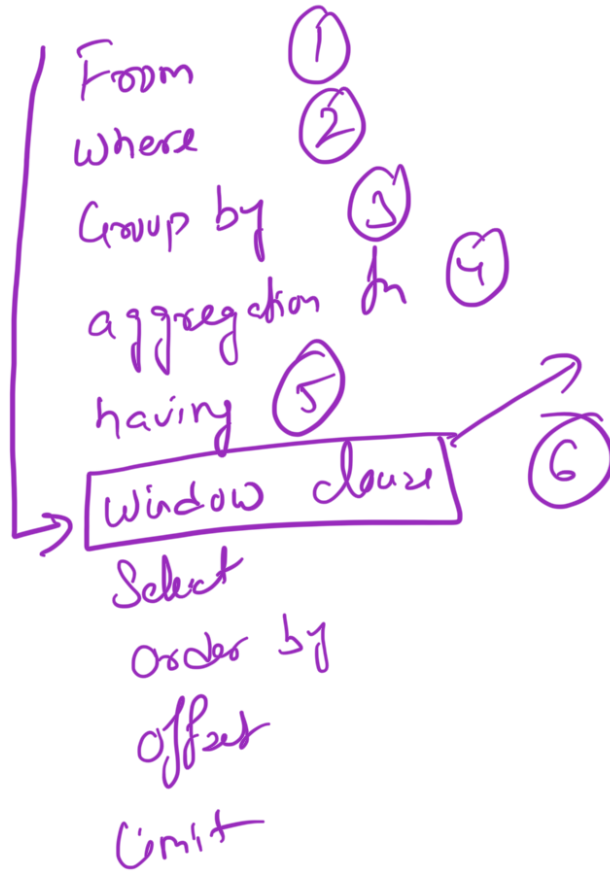 From 1
where 2
Group by 3
aggregation fn 4
having 5
Window clause 6
Select
order by
offset
Limit